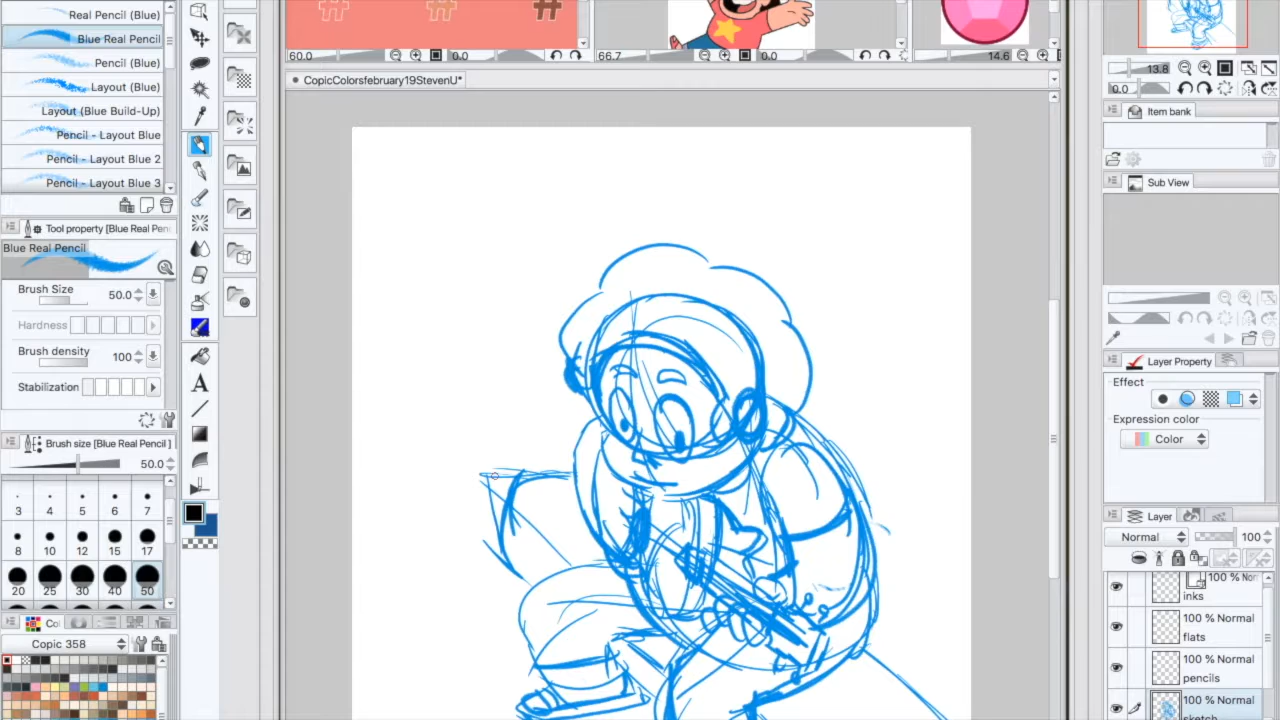 Real Pencil (Blue)
Blue Real Pencil
Pencil (Blue)
Layout (Blue)
Layout (Blue Build-Up)
Pencil - Layout Blue
Pencil - Layout Blue 2
Pencil - Layout Blue 3
Tool property [Blue Real Pen
Blue Real Pencil
Brush Size 50.0
Hardness
Brush density 100
Stabilization
Brush size [Blue Real Pencil]
50.0
3 4 5 6 7
8 10 12 15 17
20 25 30 40 50
Co
Copic 358
A
# # #
60.0 0.0
66.7 0.0
14.6
CopicColorsfebruary19StevenU*
13.8
0.0
Item bank
Sub View
Layer Property
Effect
Expression color
Color
Layer
Normal 100
100 % Nor
inks
100 % Normal
flats
100 % Normal
pencils
100 % Normal
sketch